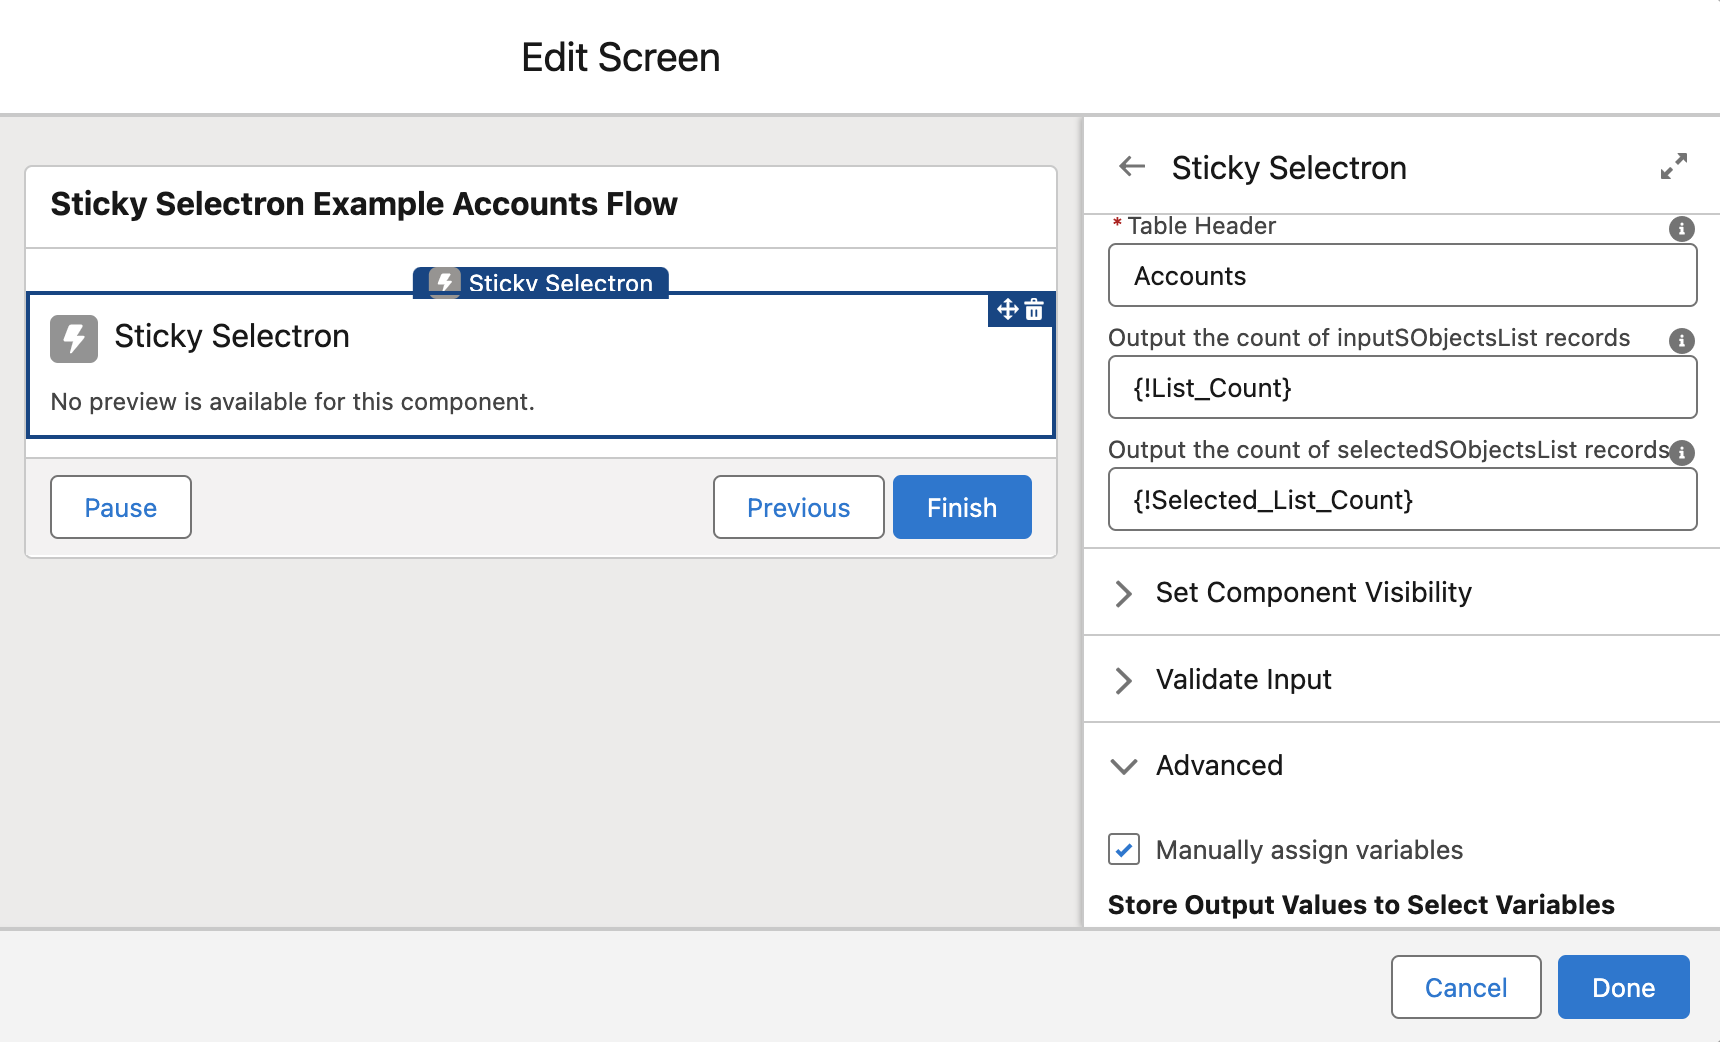 Edit Screen
Sticky Selectron Example Accounts Flow
Sticky Selectron
Sticky Selectron
No preview is available for this component.
Pause
Previous
Finish
Sticky Selectron
* Table Header
Accounts
Output the count of inputSObjectsList records
{!List_Count}
Output the count of selectedSObjectsList records
{!Selected_List_Count}
Set Component Visibility
Validate Input
Advanced
Manually assign variables
Store Output Values to Select Variables
Cancel
Done